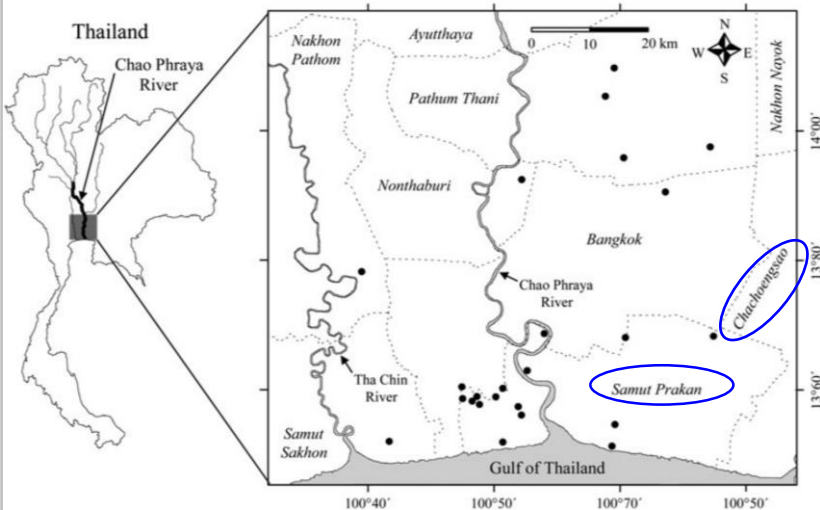 Thailand
Chao Phraya
River
Nakhon
Pathom
Ayutthaya
0 10 20 km
N
W E
S
Nakhon Nayok
Pathum Thani
14°00'
Nonthaburi
Bangkok
13°80'
Chachoengsao
Chao Phraya
River
Tha Chin
River
Samut Prakan
13°60'
Samut
Sakhon
Gulf of Thailand
100°40' 100°50' 100°70' 100°50'